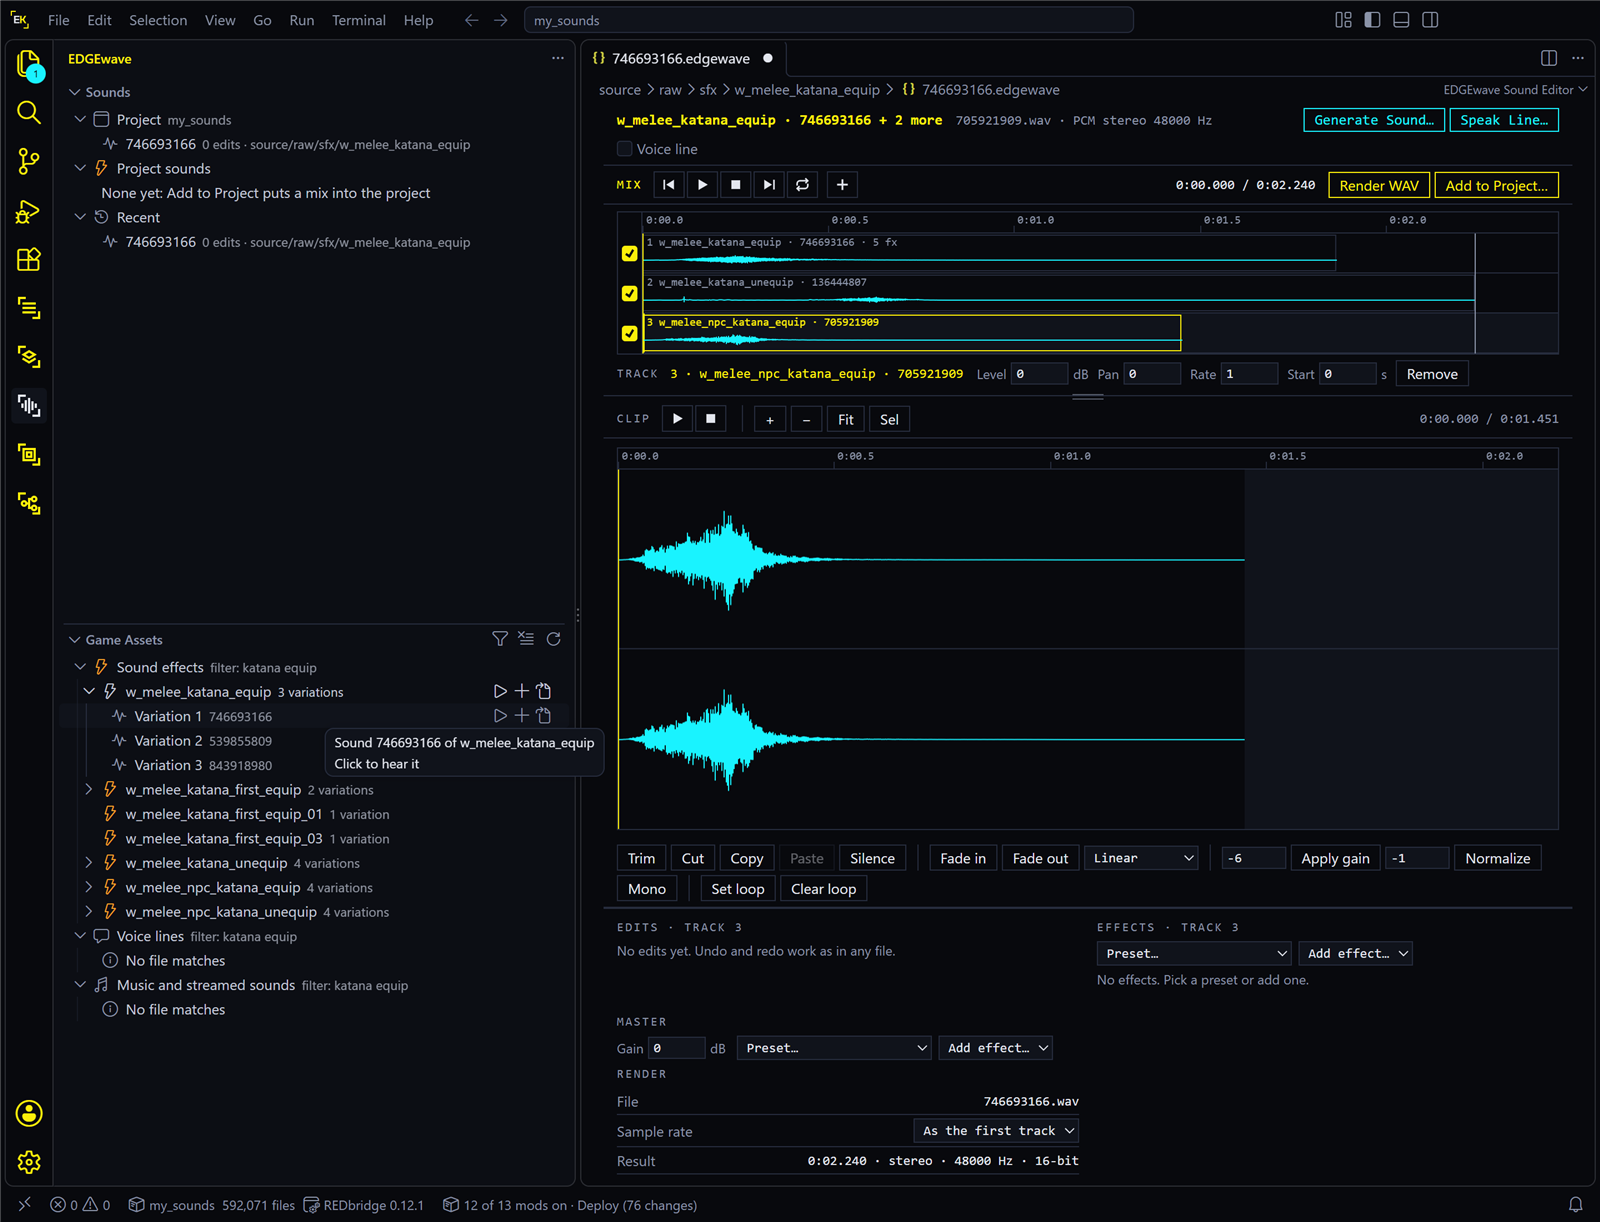 EK
File Edit Selection View Go Run Terminal Help
my_sounds
1
EDGEwave
Sounds
Project my_sounds
746693166 0 edits · source/raw/sfx/w_melee_katana_equip
Project sounds
None yet: Add to Project puts a mix into the project
Recent
746693166 0 edits · source/raw/sfx/w_melee_katana_equip
Game Assets
Sound effects filter: katana equip
w_melee_katana_equip 3 variations
Variation 1 746693166
Variation 2 539855809
Variation 3 843918980
Sound 746693166 of w_melee_katana_equip
Click to hear it
w_melee_katana_first_equip 2 variations
w_melee_katana_first_equip_01 1 variation
w_melee_katana_first_equip_03 1 variation
w_melee_katana_unequip 4 variations
w_melee_npc_katana_equip 4 variations
w_melee_npc_katana_unequip 4 variations
Voice lines filter: katana equip
No file matches
Music and streamed sounds filter: katana equip
No file matches
{} 746693166.edgewave
source > raw > sfx > w_melee_katana_equip > {} 746693166.edgewave
EDGEwave Sound Editor
w_melee_katana_equip · 746693166 + 2 more 705921909.wav · PCM stereo 48000 Hz
Generate Sound… Speak Line…
Voice line
MIX
0:00.000 / 0:02.240 Render WAV Add to Project…
0:00.0 0:00.5 0:01.0 0:01.5 0:02.0
1 w_melee_katana_equip · 746693166 · 5 fx
2 w_melee_katana_unequip · 136444807
3 w_melee_npc_katana_equip · 705921909
TRACK 3 · w_melee_npc_katana_equip · 705921909 Level 0 dB Pan 0 Rate 1 Start 0 s Remove
CLIP + − Fit Sel 0:00.000 / 0:01.451
0:00.0 0:00.5 0:01.0 0:01.5 0:02.0
Trim Cut Copy Paste Silence Fade in Fade out Linear -6 Apply gain -1 Normalize
Mono Set loop Clear loop
EDITS · TRACK 3
No edits yet. Undo and redo work as in any file.
EFFECTS · TRACK 3
Preset… Add effect…
No effects. Pick a preset or add one.
MASTER
Gain 0 dB Preset… Add effect…
RENDER
File 746693166.wav
Sample rate As the first track
Result 0:02.240 · stereo · 48000 Hz · 16-bit
0 0 my_sounds 592,071 files REDbridge 0.12.1 12 of 13 mods on · Deploy (76 changes)